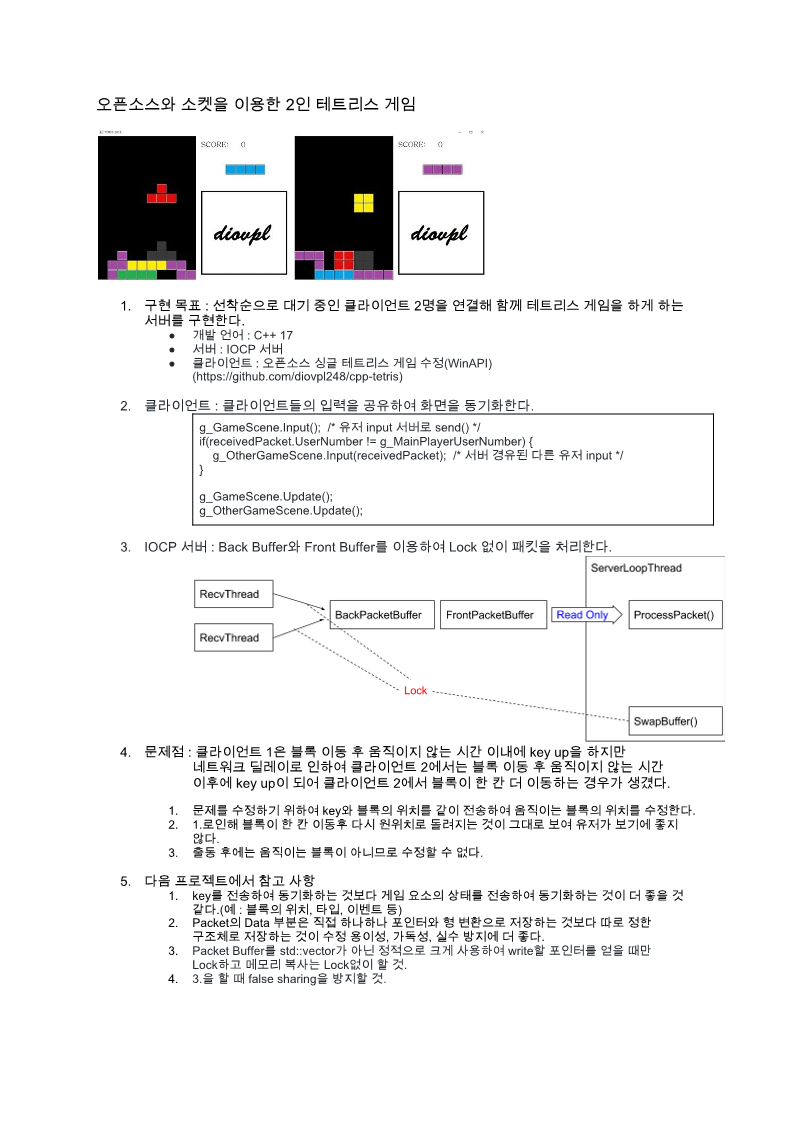 오픈소스와 소켓을 이용한 2인 테트리스 게임
SCORE: 0
SCORE: 0
diovpl
diovpl
1. 구현 목표 : 선착순으로 대기 중인 클라이언트 2명을 연결해 함께 테트리스 게임을 하게 하는
서버를 구현한다.
● 개발 언어 : C++ 17
● 서버 : IOCP 서버
● 클라이언트 : 오픈소스 싱글 테트리스 게임 수정(WinAPI)
(https://github.com/diovpl248/cpp-tetris)
2. 클라이언트 : 클라이언트들의 입력을 공유하여 화면을 동기화한다.
g_GameScene.Input(); /* 유저 input 서버로 send() */
if(receivedPacket.UserNumber != g_MainPlayerUserNumber) {
g_OtherGameScene.Input(receivedPacket); /* 서버 경유된 다른 유저 input */
}
g_GameScene.Update();
g_OtherGameScene.Update();
3. IOCP 서버 : Back Buffer와 Front Buffer를 이용하여 Lock 없이 패킷을 처리한다.
ServerLoopThread
RecvThread
BackPacketBuffer
FrontPacketBuffer
Read Only
ProcessPacket()
RecvThread
Lock
SwapBuffer()
4. 문제점 : 클라이언트 1은 블록 이동 후 움직이지 않는 시간 이내에 key up을 하지만
네트워크 딜레이로 인하여 클라이언트 2에서는 블록 이동 후 움직이지 않는 시간
이후에 key up이 되어 클라이언트 2에서 블록이 한 칸 더 이동하는 경우가 생겼다.
1. 문제를 수정하기 위하여 key와 블록의 위치를 같이 전송하여 움직이는 블록의 위치를 수정한다.
2. 1.로인해 블록이 한 칸 이동후 다시 원위치로 돌려지는 것이 그대로 보여 유저가 보기에 좋지
않다.
3. 출동 후에는 움직이는 블록이 아니므로 수정할 수 없다.
5. 다음 프로젝트에서 참고 사항
1. key를 전송하여 동기화하는 것보다 게임 요소의 상태를 전송하여 동기화하는 것이 더 좋을 것
같다.(예 : 블록의 위치, 타입, 이벤트 등)
2. Packet의 Data 부분은 직접 하나하나 포인터와 형 변환으로 저장하는 것보다 따로 정한
구조체로 저장하는 것이 수정 용이성, 가독성, 실수 방지에 더 좋다.
3. Packet Buffer를 std::vector가 아닌 정적으로 크게 사용하여 write할 포인터를 얻을 때만
Lock하고 메모리 복사는 Lock없이 할 것.
4. 3.을 할 때 false sharing을 방지할 것.